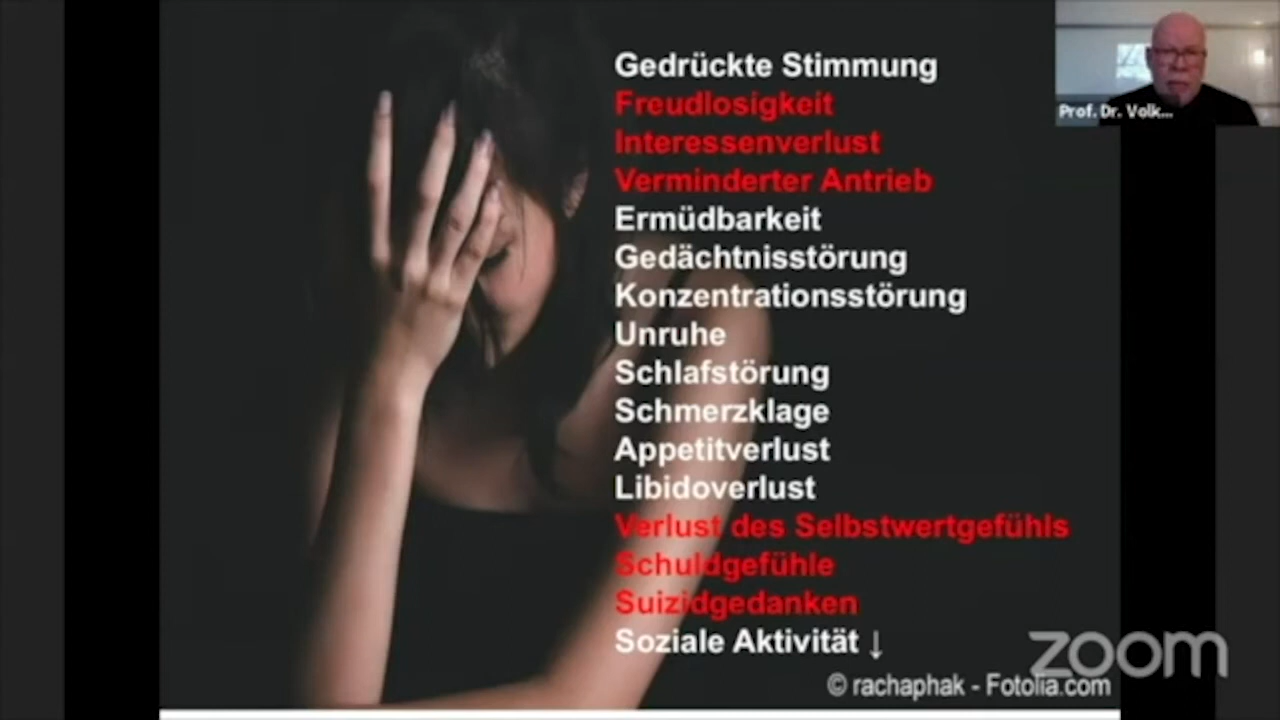 Gedrückte Stimmung
Freudlosigkeit
Interessenverlust
Verminderter Antrieb
Ermüdbarkeit
Gedächtnisstörung
Konzentrationsstörung
Unruhe
Schlafstörung
Schmerzklage
Appetitverlust
Libidoverlust
Verlust des Selbstwertgefühls
Schuldgefühle
Suizidgedanken
Soziale Aktivität ↓
© rachaphak - Fotolia.com
Prof. Dr. Volk...
zoom